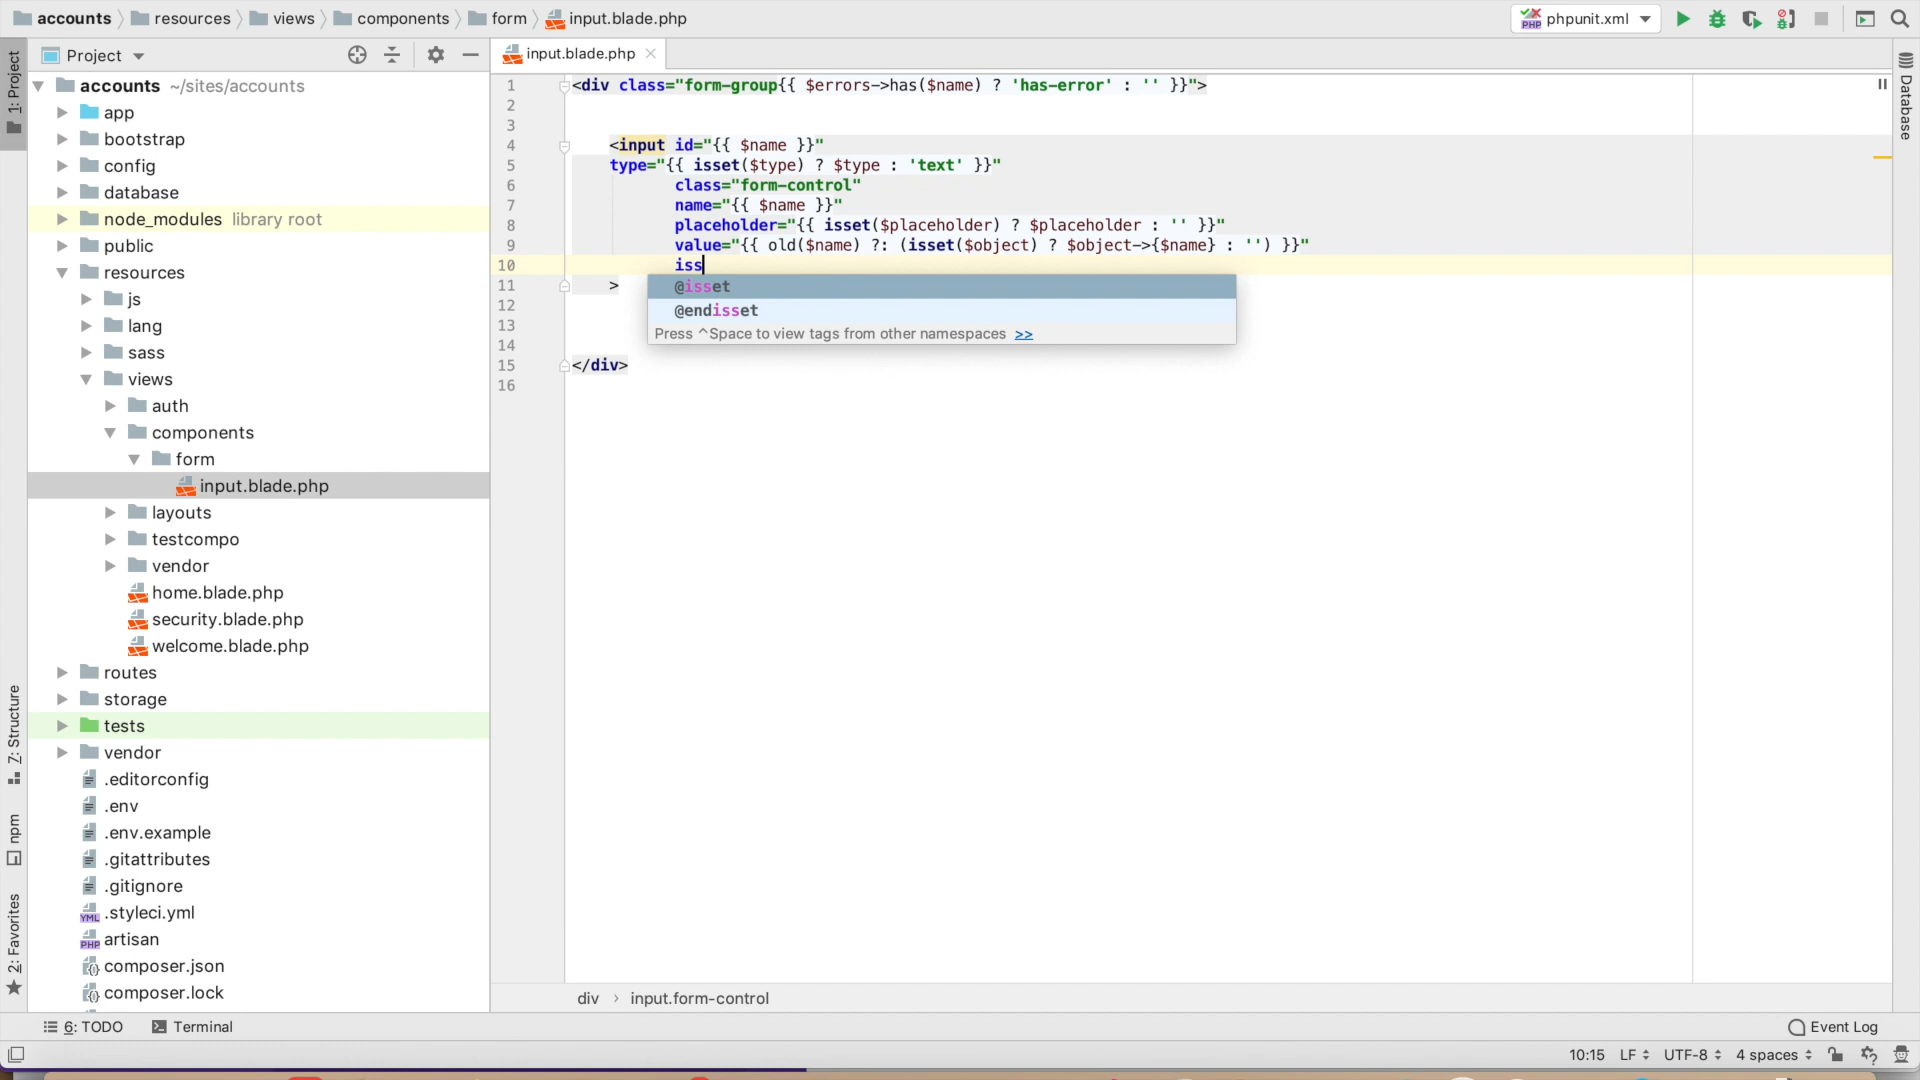 accounts resources views components form input.blade.php phpunit.xml
1: Project
Project
input.blade.php
Database
accounts ~/sites/accounts
app
bootstrap
config
database
node_modules library root
public
resources
js
lang
sass
views
auth
components
form
input.blade.php
layouts
testcompo
vendor
home.blade.php
security.blade.php
welcome.blade.php
routes
storage
tests
vendor
.editorconfig
.env
.env.example
.gitattributes
.gitignore
.styleci.yml
artisan
composer.json
composer.lock
Z: Structure
npm
2: Favorites
1 <div class="form-group{{ $errors->has($name) ? 'has-error' : '' }}">
2
3
4 <input id="{{ $name }}"
5 type="{{ isset($type) ? $type : 'text' }}"
6 class="form-control"
7 name="{{ $name }}"
8 placeholder="{{ isset($placeholder) ? $placeholder : '' }}"
9 value="{{ old($name) ?: (isset($object) ? $object->{$name} : '') }}"
10 iss
11 >
12
13
14
15 </div>
16
@isset
@endisset
Press ^Space to view tags from other namespaces >>
div › input.form-control
6: TODO Terminal Event Log
10:15 LF UTF-8 4 spaces